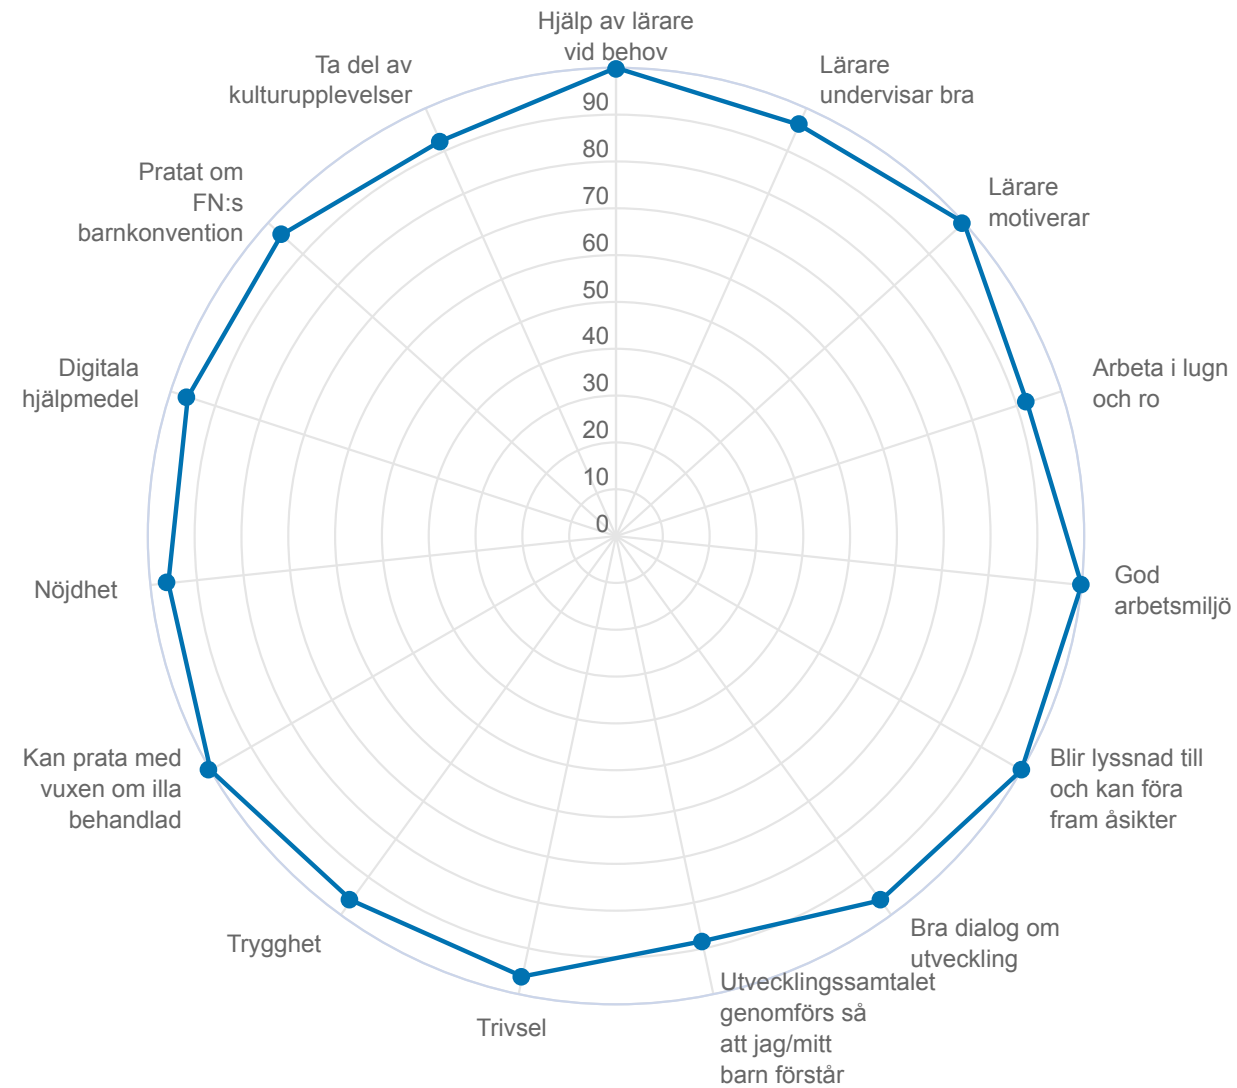 Hjälp av lärare
vid behov
Lärare
undervisar bra
Lärare
motiverar
Arbeta i lugn
och ro
God
arbetsmiljö
Blir lyssnad till
och kan föra
fram åsikter
Bra dialog om
utveckling
Utvecklingssamtalet
genomförs så
att jag/mitt
barn förstår
Trivsel
Trygghet
Kan prata med
vuxen om illa
behandlad
Nöjdhet
Digitala
hjälpmedel
Pratat om
FN:s
barnkonvention
Ta del av
kulturupplevelser
90
80
70
60
50
40
30
20
10
0